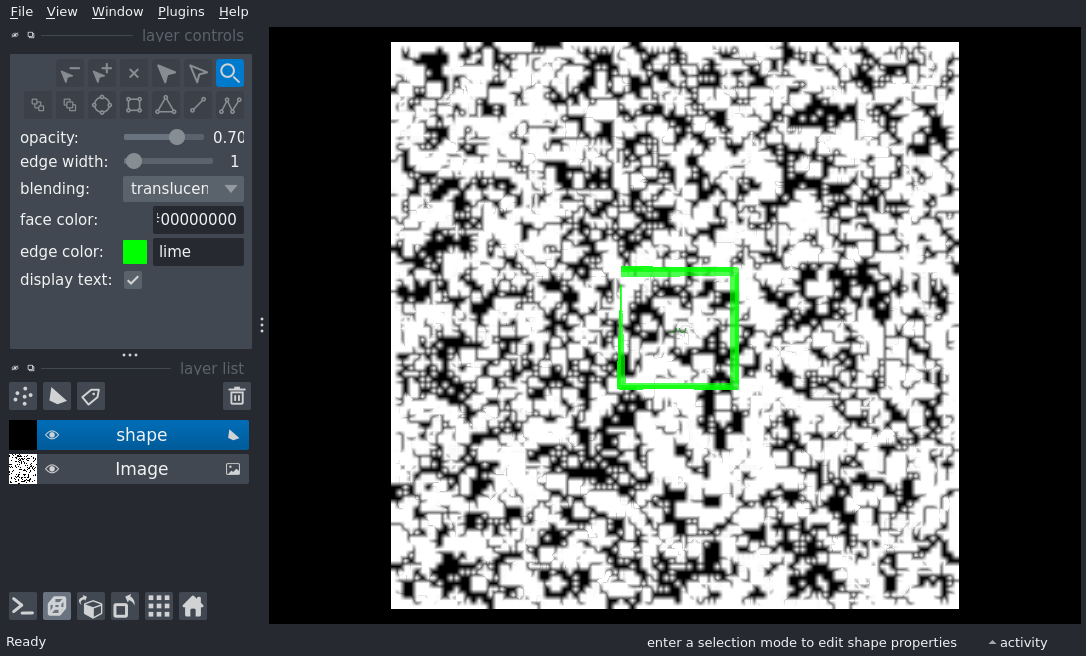 File View Window Plugins Help
layer controls
opacity: 0.70
edge width: 1
blending: translucen
face color: 00000000
edge color: lime
display text:
layer list
shape
Image
Ready
enter a selection mode to edit shape properties
activity